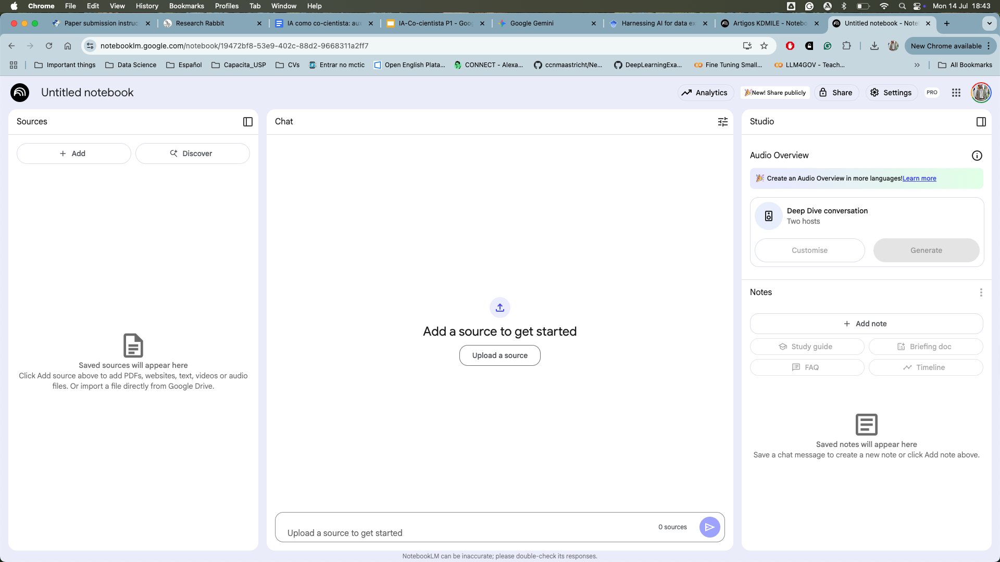 Chrome File Edit View History Bookmarks Profiles Tab Window Help Mon 14 Jul 18:43
Paper submission instruc Research Rabbit IA como co-cientista: aux IA-Co-cientista P1 - Goog Google Gemini Harnessing AI for data ex Artigos KDMILE - Notebo Untitled notebook - Note
notebooklm.google.com/notebook/19472bf8-53e9-402c-88d2-9668311a2ff7 New Chrome available
Important things Data Science Español Capacita_USP CVs Entrar no mctic Open English Plata... CONNECT - Alexa... ccnmaastricht/Ne... DeepLearningExa... Fine Tuning Small... LLM4GOV - Teach... All Bookmarks
Untitled notebook Analytics New! Share publicly Share Settings PRO
Sources
Add Discover
Saved sources will appear here
Click Add source above to add PDFs, websites, text, videos or audio
files. Or import a file directly from Google Drive.
Chat
Add a source to get started
Upload a source
Upload a source to get started 0 sources
NotebookLM can be inaccurate; please double-check its responses.
Studio
Audio Overview
Create an Audio Overview in more languages!Learn more
Deep Dive conversation
Two hosts
Customise Generate
Notes
Add note
Study guide Briefing doc
FAQ Timeline
Saved notes will appear here
Save a chat message to create a new note or click Add note above.